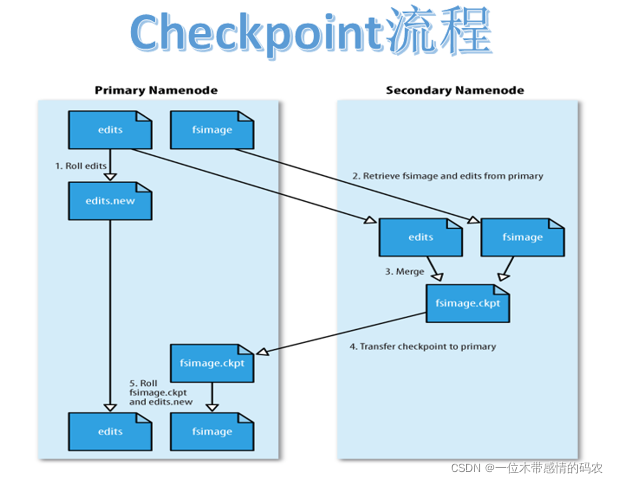 Checkpoint流程
Primary Namenode
Secondary Namenode
edits
fsimage
1. Roll edits
2. Retrieve fsimage and edits from primary
edits.new
edits
fsimage
3. Merge
fsimage.ckpt
4. Transfer checkpoint to primary
fsimage.ckpt
5. Roll
fsimage.ckpt
and edits.new
edits
fsimage
CSDN @一位木带感情的码农